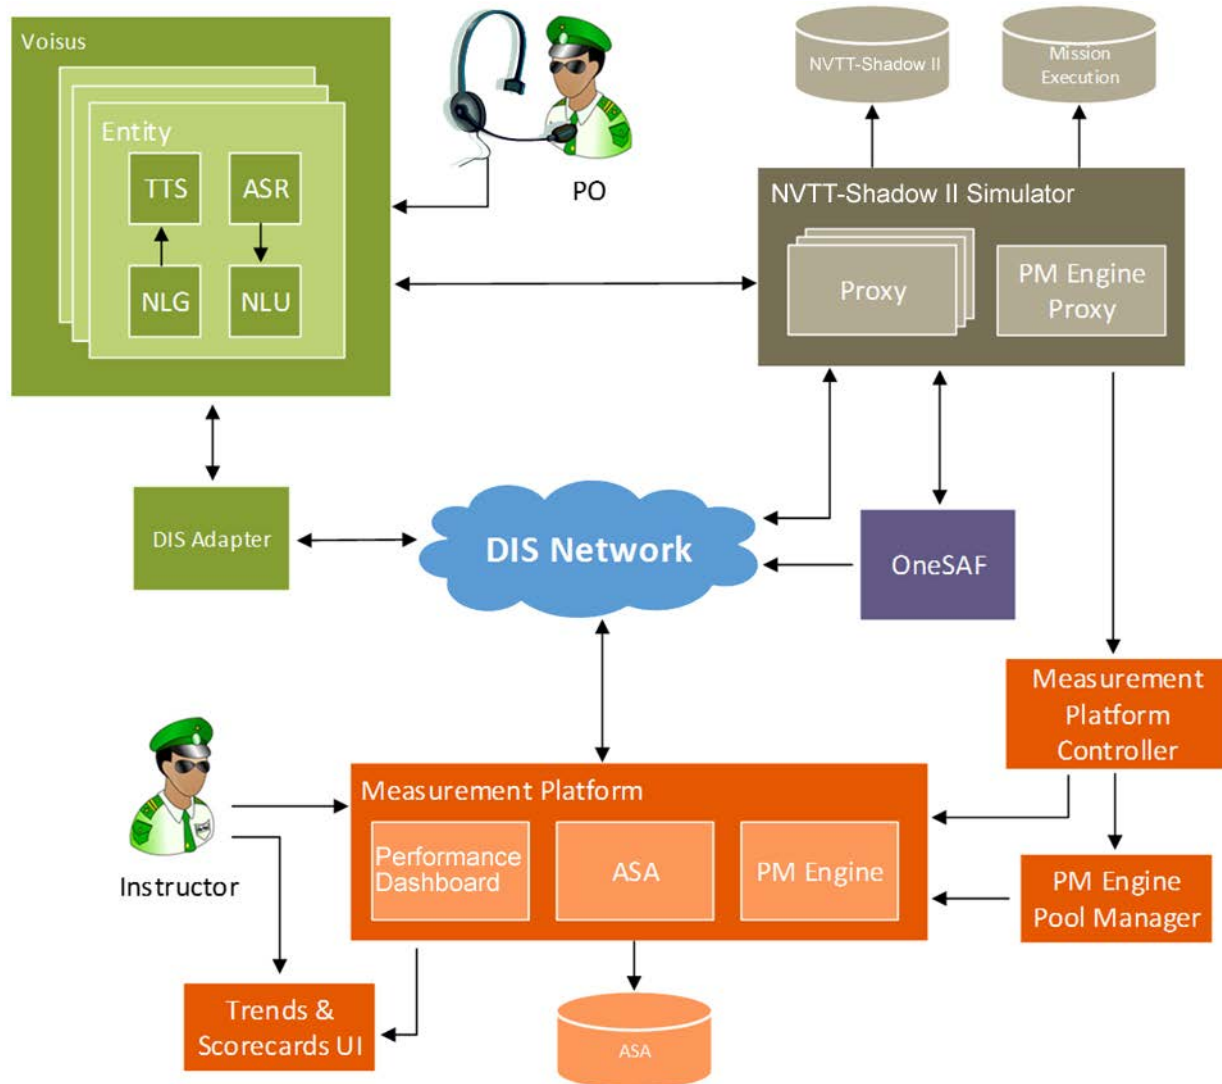 Voisus
Entity
TTS
ASR
NLG
NLU
PO
NVTT-Shadow II
Mission
Execution
NVTT-Shadow II Simulator
Proxy
PM Engine
Proxy
DIS Adapter
DIS Network
OneSAF
Measurement
Platform
Controller
Instructor
Measurement Platform
Performance
Dashboard
ASA
PM Engine
PM Engine
Pool Manager
Trends &
Scorecards UI
ASA